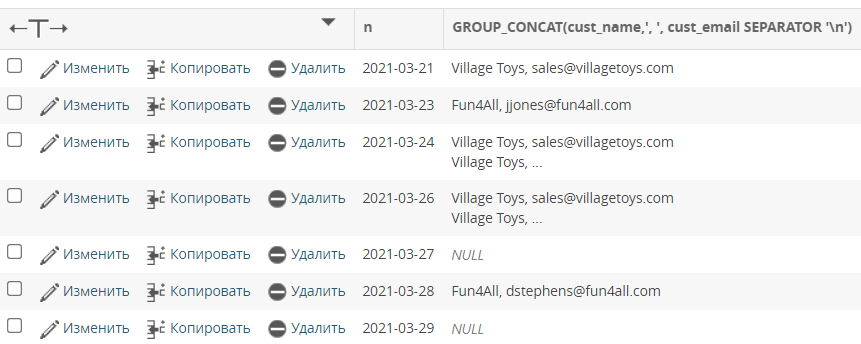 n GROUP_CONCAT(cust_name,', ', cust_email SEPARATOR '\n')
Изменить Копировать Удалить 2021-03-21 Village Toys, sales@villagetoys.com
Изменить Копировать Удалить 2021-03-23 Fun4All, jjones@fun4all.com
Изменить Копировать Удалить 2021-03-24 Village Toys, sales@villagetoys.com
Village Toys, ...
Изменить Копировать Удалить 2021-03-26 Village Toys, sales@villagetoys.com
Village Toys, ...
Изменить Копировать Удалить 2021-03-27 NULL
Изменить Копировать Удалить 2021-03-28 Fun4All, dstephens@fun4all.com
Изменить Копировать Удалить 2021-03-29 NULL